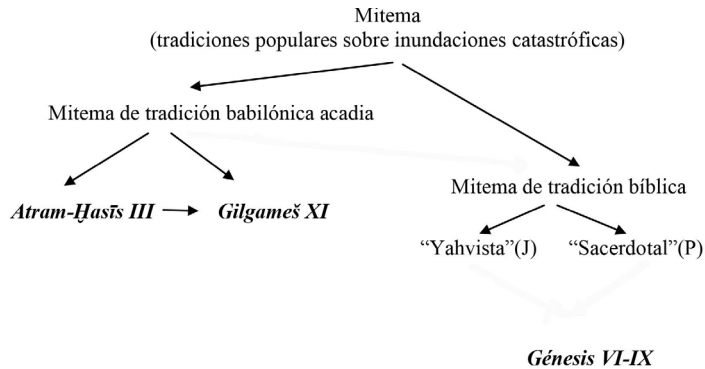 Mitema
(tradiciones populares sobre inundaciones catastróficas)
Mitema de tradición babilónica acadia
Mitema de tradición bíblica
Atram-Ḫasīs III
Gilgameš XI
“Yahvista”(J)
“Sacerdotal”(P)
Génesis VI-IX